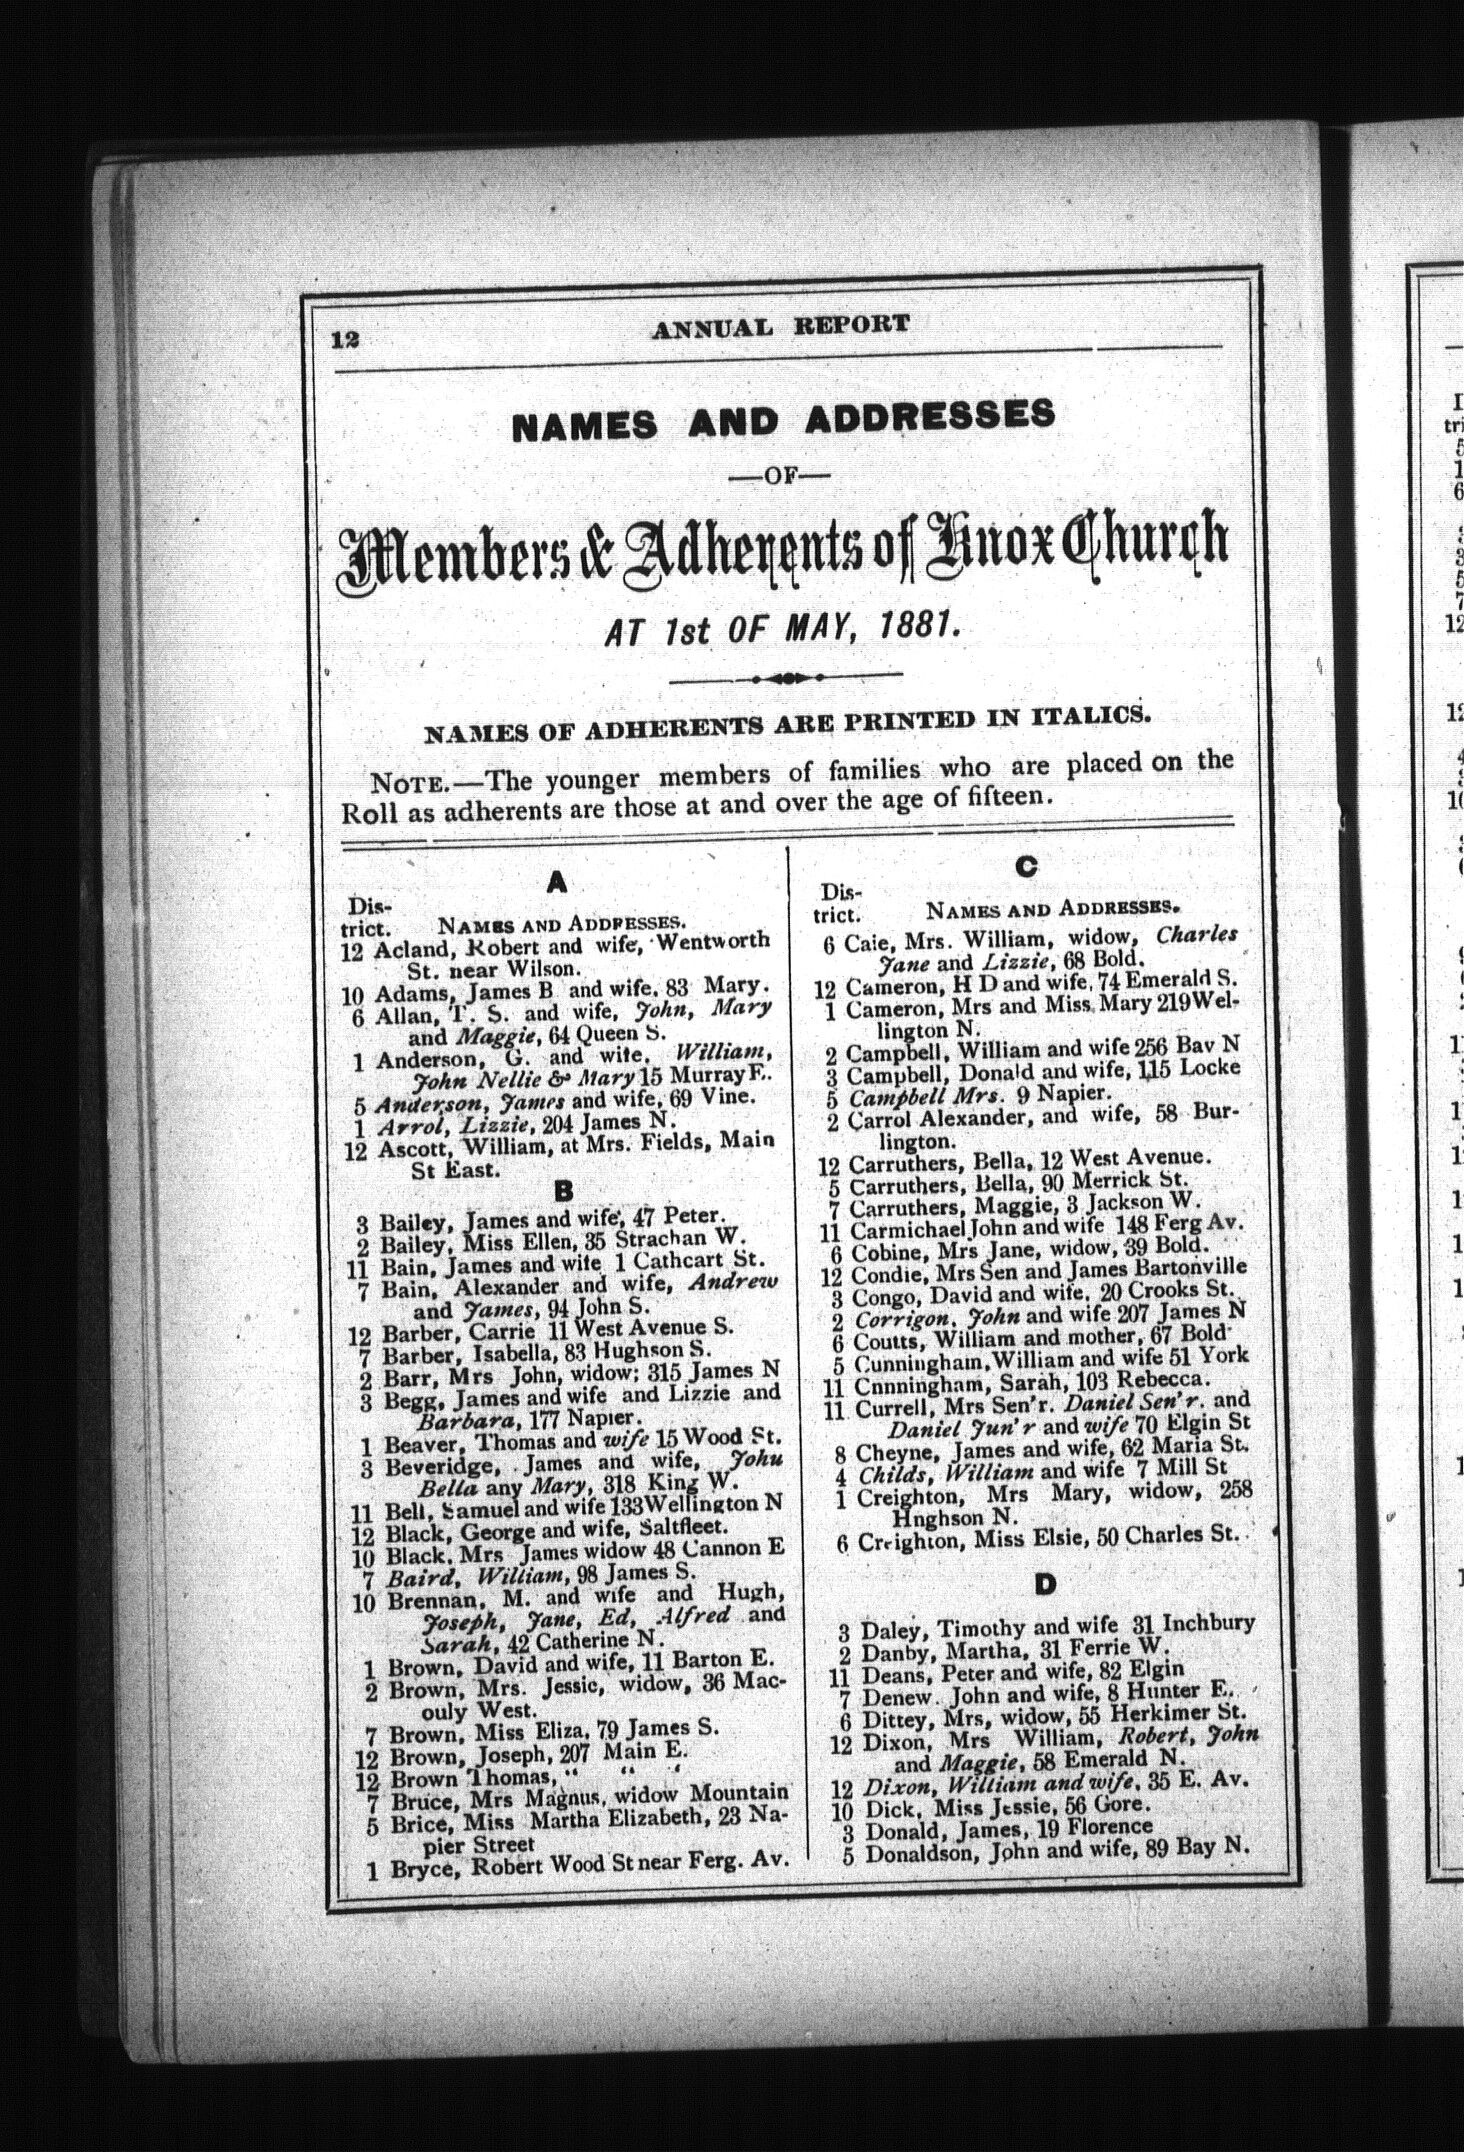 12
ANNUAL REPORT
NAMES AND ADDRESSES
—OF—
Members & Adherents of Knox Church
AT 1st OF MAY, 1881.
NAMES OF ADHERENTS ARE PRINTED IN ITALICS.
NOTE.—The younger members of families who are placed on the
Roll as adherents are those at and over the age of fifteen.
A
Dis-
trict. NAMES AND ADDRESSES.
12 Acland, Robert and wife, Wentworth
St. near Wilson.
10 Adams, James B and wife. 83 Mary.
6 Allan, T. S. and wife, John, Mary
and Maggie, 64 Queen S.
1 Anderson, G. and wife. William,
John Nellie & Mary 15 Murray E.
5 Anderson, James and wife, 69 Vine.
1 Arrol, Lizzie, 204 James N.
12 Ascott, William, at Mrs. Fields, Main
St East.
B
3 Bailey, James and wife, 47 Peter.
2 Bailey, Miss Ellen, 35 Strachan W.
11 Bain, James and wife 1 Cathcart St.
7 Bain, Alexander and wife, Andrew
and James, 94 John S.
12 Barber, Carrie 11 West Avenue S.
7 Barber, Isabella, 83 Hughson S.
2 Barr, Mrs John, widow; 315 James N
3 Begg, James and wife and Lizzie and
Barbara, 177 Napier.
1 Beaver, Thomas and wife 15 Wood St.
3 Beveridge, James and wife, Johu
Bella any Mary, 318 King W.
11 Bell, Samuel and wife 133 Wellington N
12 Black, George and wife, Saltfleet.
10 Black, Mrs James widow 48 Cannon E
7 Baird, William, 98 James S.
10 Brennan, M. and wife and Hugh,
Joseph, Jane, Ed, Alfred and
Sarah, 42 Catherine N.
1 Brown, David and wife, 11 Barton E.
2 Brown, Mrs. Jessie, widow, 36 Mac-
ouly West.
7 Brown, Miss Eliza, 79 James S.
12 Brown, Joseph, 207 Main E.
12 Brown Thomas, “ “ ‘
7 Bruce, Mrs Magnus, widow Mountain
5 Brice, Miss Martha Elizabeth, 23 Na-
pier Street
1 Bryce, Robert Wood St near Ferg. Av.
C
Dis-
trict. NAMES AND ADDRESSES.
6 Caie, Mrs. William, widow, Charles
Jane and Lizzie, 68 Bold.
12 Cameron, H D and wife, 74 Emerald S.
1 Cameron, Mrs and Miss Mary 219 Wel-
lington N.
2 Campbell, William and wife 256 Bay N
3 Campbell, Donald and wife, 115 Locke
5 Campbell Mrs. 9 Napier.
2 Carrol Alexander, and wife, 58 Bur-
lington.
12 Carruthers, Bella, 12 West Avenue.
5 Carruthers, Bella, 90 Merrick St.
7 Carruthers, Maggie, 3 Jackson W.
11 Carmichael John and wife 148 Ferg Av.
6 Cobine, Mrs Jane, widow, 39 Bold.
12 Condie, Mrs Sen and James Bartonville
3 Congo, David and wife. 20 Crooks St.
2 Corrigon, John and wife 207 James N
6 Coutts, William and mother, 67 Bold
5 Cunningham, William and wife 51 York
11 Cnnningham, Sarah, 103 Rebecca.
11 Currell, Mrs Sen'r. Daniel Sen'r. and
Daniel Jun'r and wife 70 Elgin St
8 Cheyne, James and wife, 62 Maria St.
4 Childs, William and wife 7 Mill St
1 Creighton, Mrs Mary, widow, 258
Hnghson N.
6 Creighton, Miss Elsie, 50 Charles St.
D
3 Daley, Timothy and wife 31 Inchbury
2 Danby, Martha, 31 Ferrie W.
11 Deans, Peter and wife, 82 Elgin
7 Denew. John and wife, 8 Hunter E.
6 Dittey, Mrs, widow, 55 Herkimer St.
12 Dixon, Mrs William, Robert, John
and Maggie, 58 Emerald N.
12 Dixon, William and wife, 35 E. Av.
10 Dick, Miss Jessie, 56 Gore.
3 Donald, James, 19 Florence
5 Donaldson, John and wife, 89 Bay N.